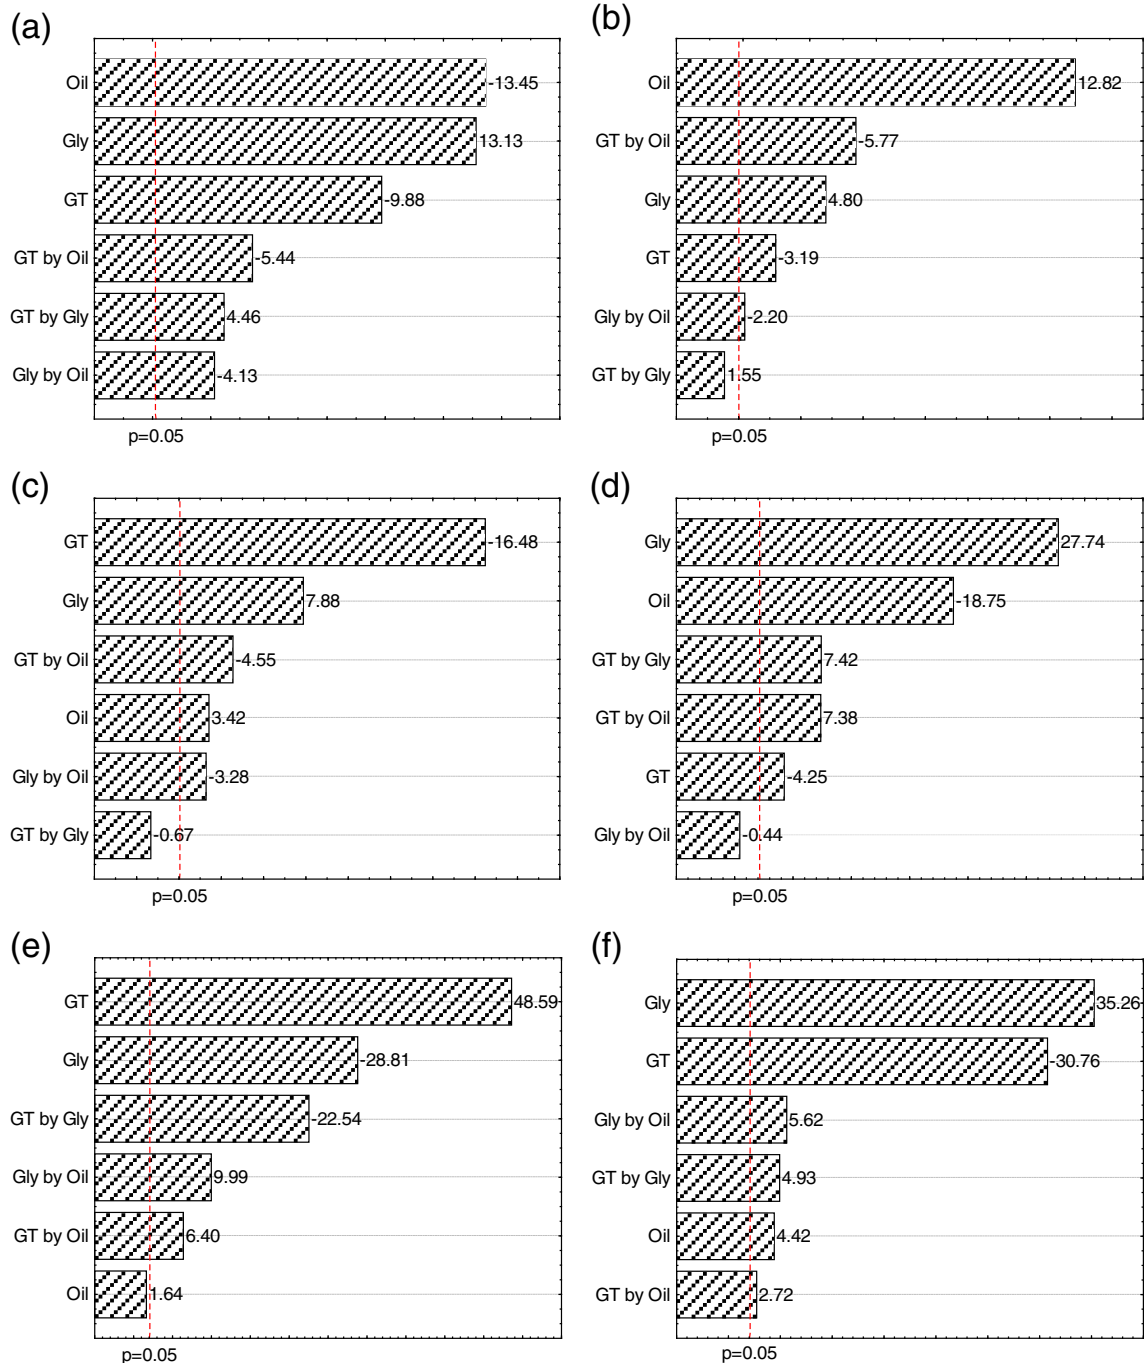 (a)
Oil -13.45
Gly 13.13
GT -9.88
GT by Oil -5.44
GT by Gly 4.46
Gly by Oil -4.13
p=0.05
(b)
Oil 12.82
GT by Oil -5.77
Gly 4.80
GT -3.19
Gly by Oil -2.20
GT by Gly 1.55
p=0.05
(c)
GT -16.48
Gly 7.88
GT by Oil -4.55
Oil 3.42
Gly by Oil -3.28
GT by Gly -0.67
p=0.05
(d)
Gly 27.74
Oil -18.75
GT by Gly 7.42
GT by Oil 7.38
GT -4.25
Gly by Oil -0.44
p=0.05
(e)
GT 48.59
Gly -28.81
GT by Gly -22.54
Gly by Oil 9.99
GT by Oil 6.40
Oil 1.64
p=0.05
(f)
Gly 35.26
GT -30.76
Gly by Oil 5.62
GT by Gly 4.93
Oil 4.42
GT by Oil 2.72
p=0.05